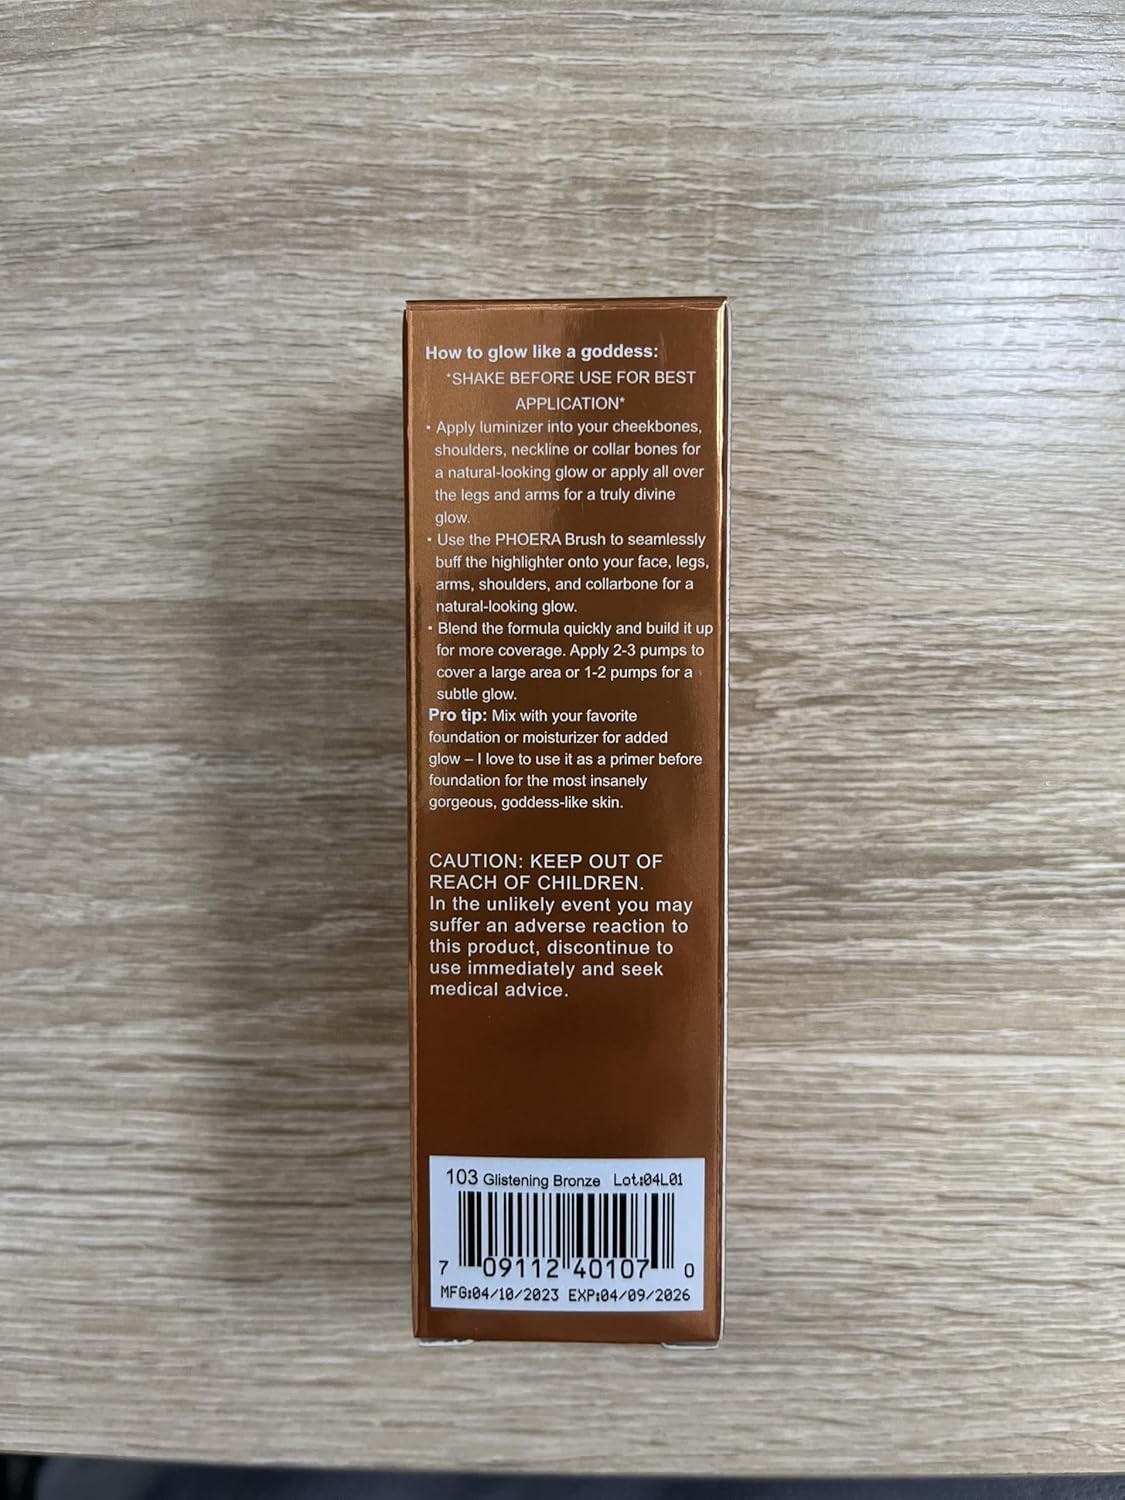 How to glow like a goddess:
*SHAKE BEFORE USE FOR BEST
APPLICATION*
• Apply luminizer into your cheekbones,
shoulders, neckline or collar bones for
a natural-looking glow or apply all over
the legs and arms for a truly divine
glow.
• Use the PHOERA Brush to seamlessly
buff the highlighter onto your face, legs,
arms, shoulders, and collarbone for a
natural-looking glow.
• Blend the formula quickly and build it up
for more coverage. Apply 2-3 pumps to
cover a large area or 1-2 pumps for a
subtle glow.
Pro tip: Mix with your favorite
foundation or moisturizer for added
glow – I love to use it as a primer before
foundation for the most insanely
gorgeous, goddess-like skin.
CAUTION: KEEP OUT OF
REACH OF CHILDREN.
In the unlikely event you may
suffer an adverse reaction to
this product, discontinue to
use immediately and seek
medical advice.
103 Glistening Bronze Lot:04L01
7 09112 40107 0
MFG:04/10/2023 EXP:04/09/2026